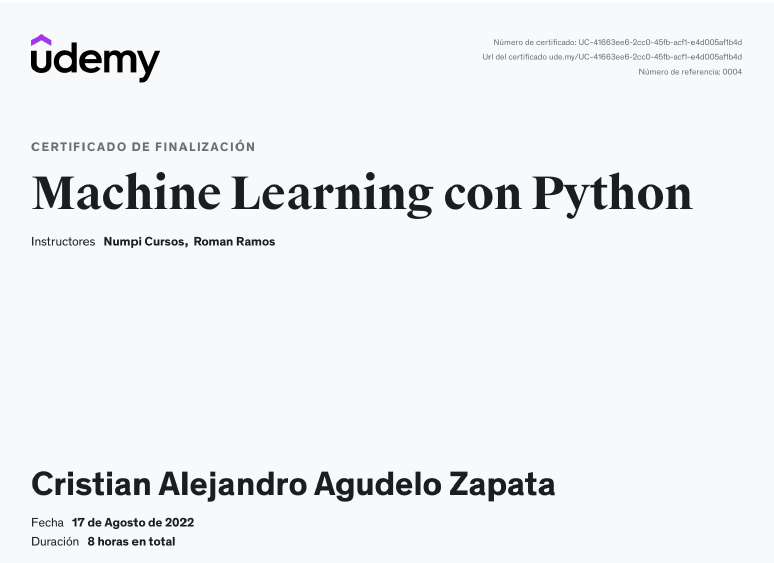 udemy
Número de certificado: UC-41663ee6-2cc0-45fb-acf1-e4d005af1b4d
Url del certificado ude.my/UC-41663ee6-2cc0-45fb-acf1-e4d005af1b4d
Número de referencia: 0004
CERTIFICADO DE FINALIZACIÓN
Machine Learning con Python
Instructores Numpi Cursos, Roman Ramos
Cristian Alejandro Agudelo Zapata
Fecha 17 de Agosto de 2022
Duración 8 horas en total